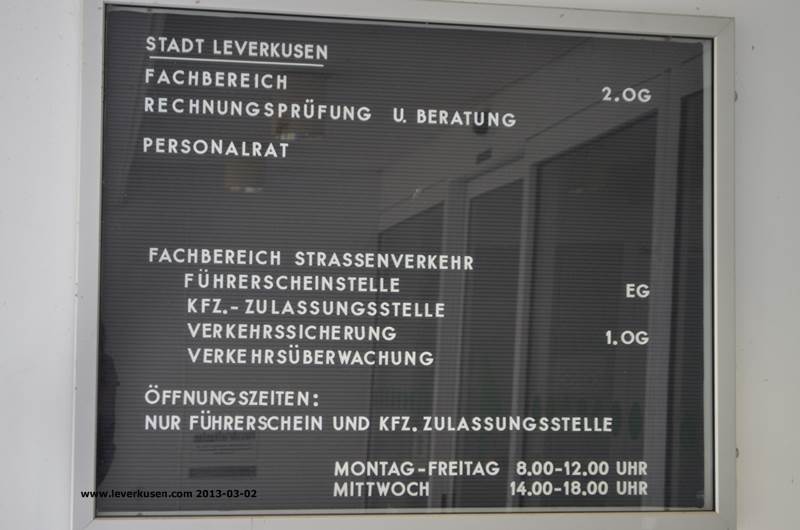 STADT LEVERKUSEN
FACHBEREICH 2.OG
RECHNUNGSPRÜFUNG U. BERATUNG
PERSONALRAT
FACHBEREICH STRASSENVERKEHR
FÜHRERSCHEINSTELLE EG
KFZ.-ZULASSUNGSSTELLE
VERKEHRSSICHERUNG 1.OG
VERKEHRSÜBERWACHUNG
ÖFFNUNGSZEITEN:
NUR FÜHRERSCHEIN UND KFZ. ZULASSUNGSSTELLE
MONTAG-FREITAG 8.00-12.00 UHR
MITTWOCH 14.00-18.00 UHR
www.leverkusen.com 2013-03-02